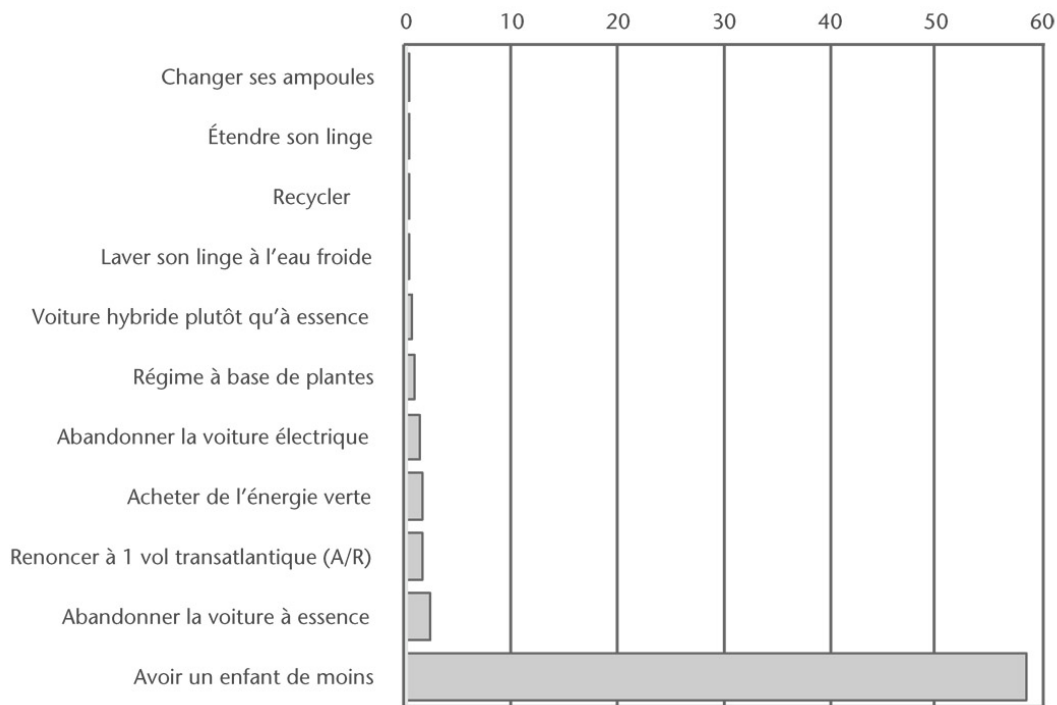 0 10 20 30 40 50 60
Changer ses ampoules
Étendre son linge
Recycler
Laver son linge à l’eau froide
Voiture hybride plutôt qu’à essence
Régime à base de plantes
Abandonner la voiture électrique
Acheter de l’énergie verte
Renoncer à 1 vol transatlantique (A/R)
Abandonner la voiture à essence
Avoir un enfant de moins